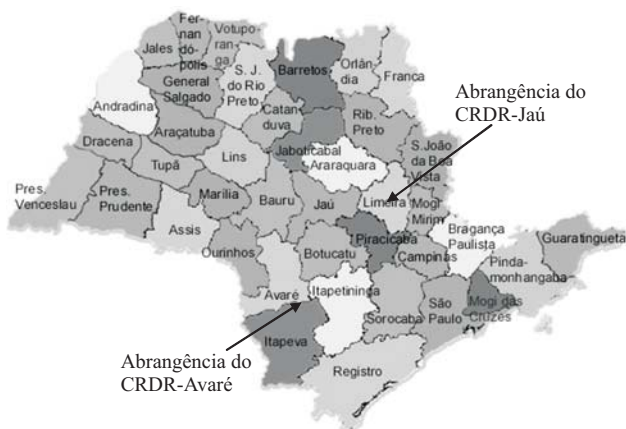 Jales
Fer
nan
dó
polis
Votupo
ran
ga
General
Salgado
S. J.
do Rio
Preto
Barretos
Orlân
dia
Franca
Abrangência do
CRDR-Jaú
Andradina
Araçatuba
Catan
duva
Rib.
Preto
S.João
da Boa
Vista
Dracena
Tupã
Lins
Jaboticabal
Araraquara
Pres.
Venceslau
Pres.
Prudente
Marília
Bauru
Jaú
Limeira
Mogi
Mirim
Assis
Ourinhos
Botucatu
Piracicaba
Campinas
Bragança
Paulista
Guaratingueta
Pinda
monhangaba
Avaré
Itapetininga
Sorocaba
São
Paulo
Mogi das
Cruzes
Itapeva
Registro
Abrangência do
CRDR-Avaré